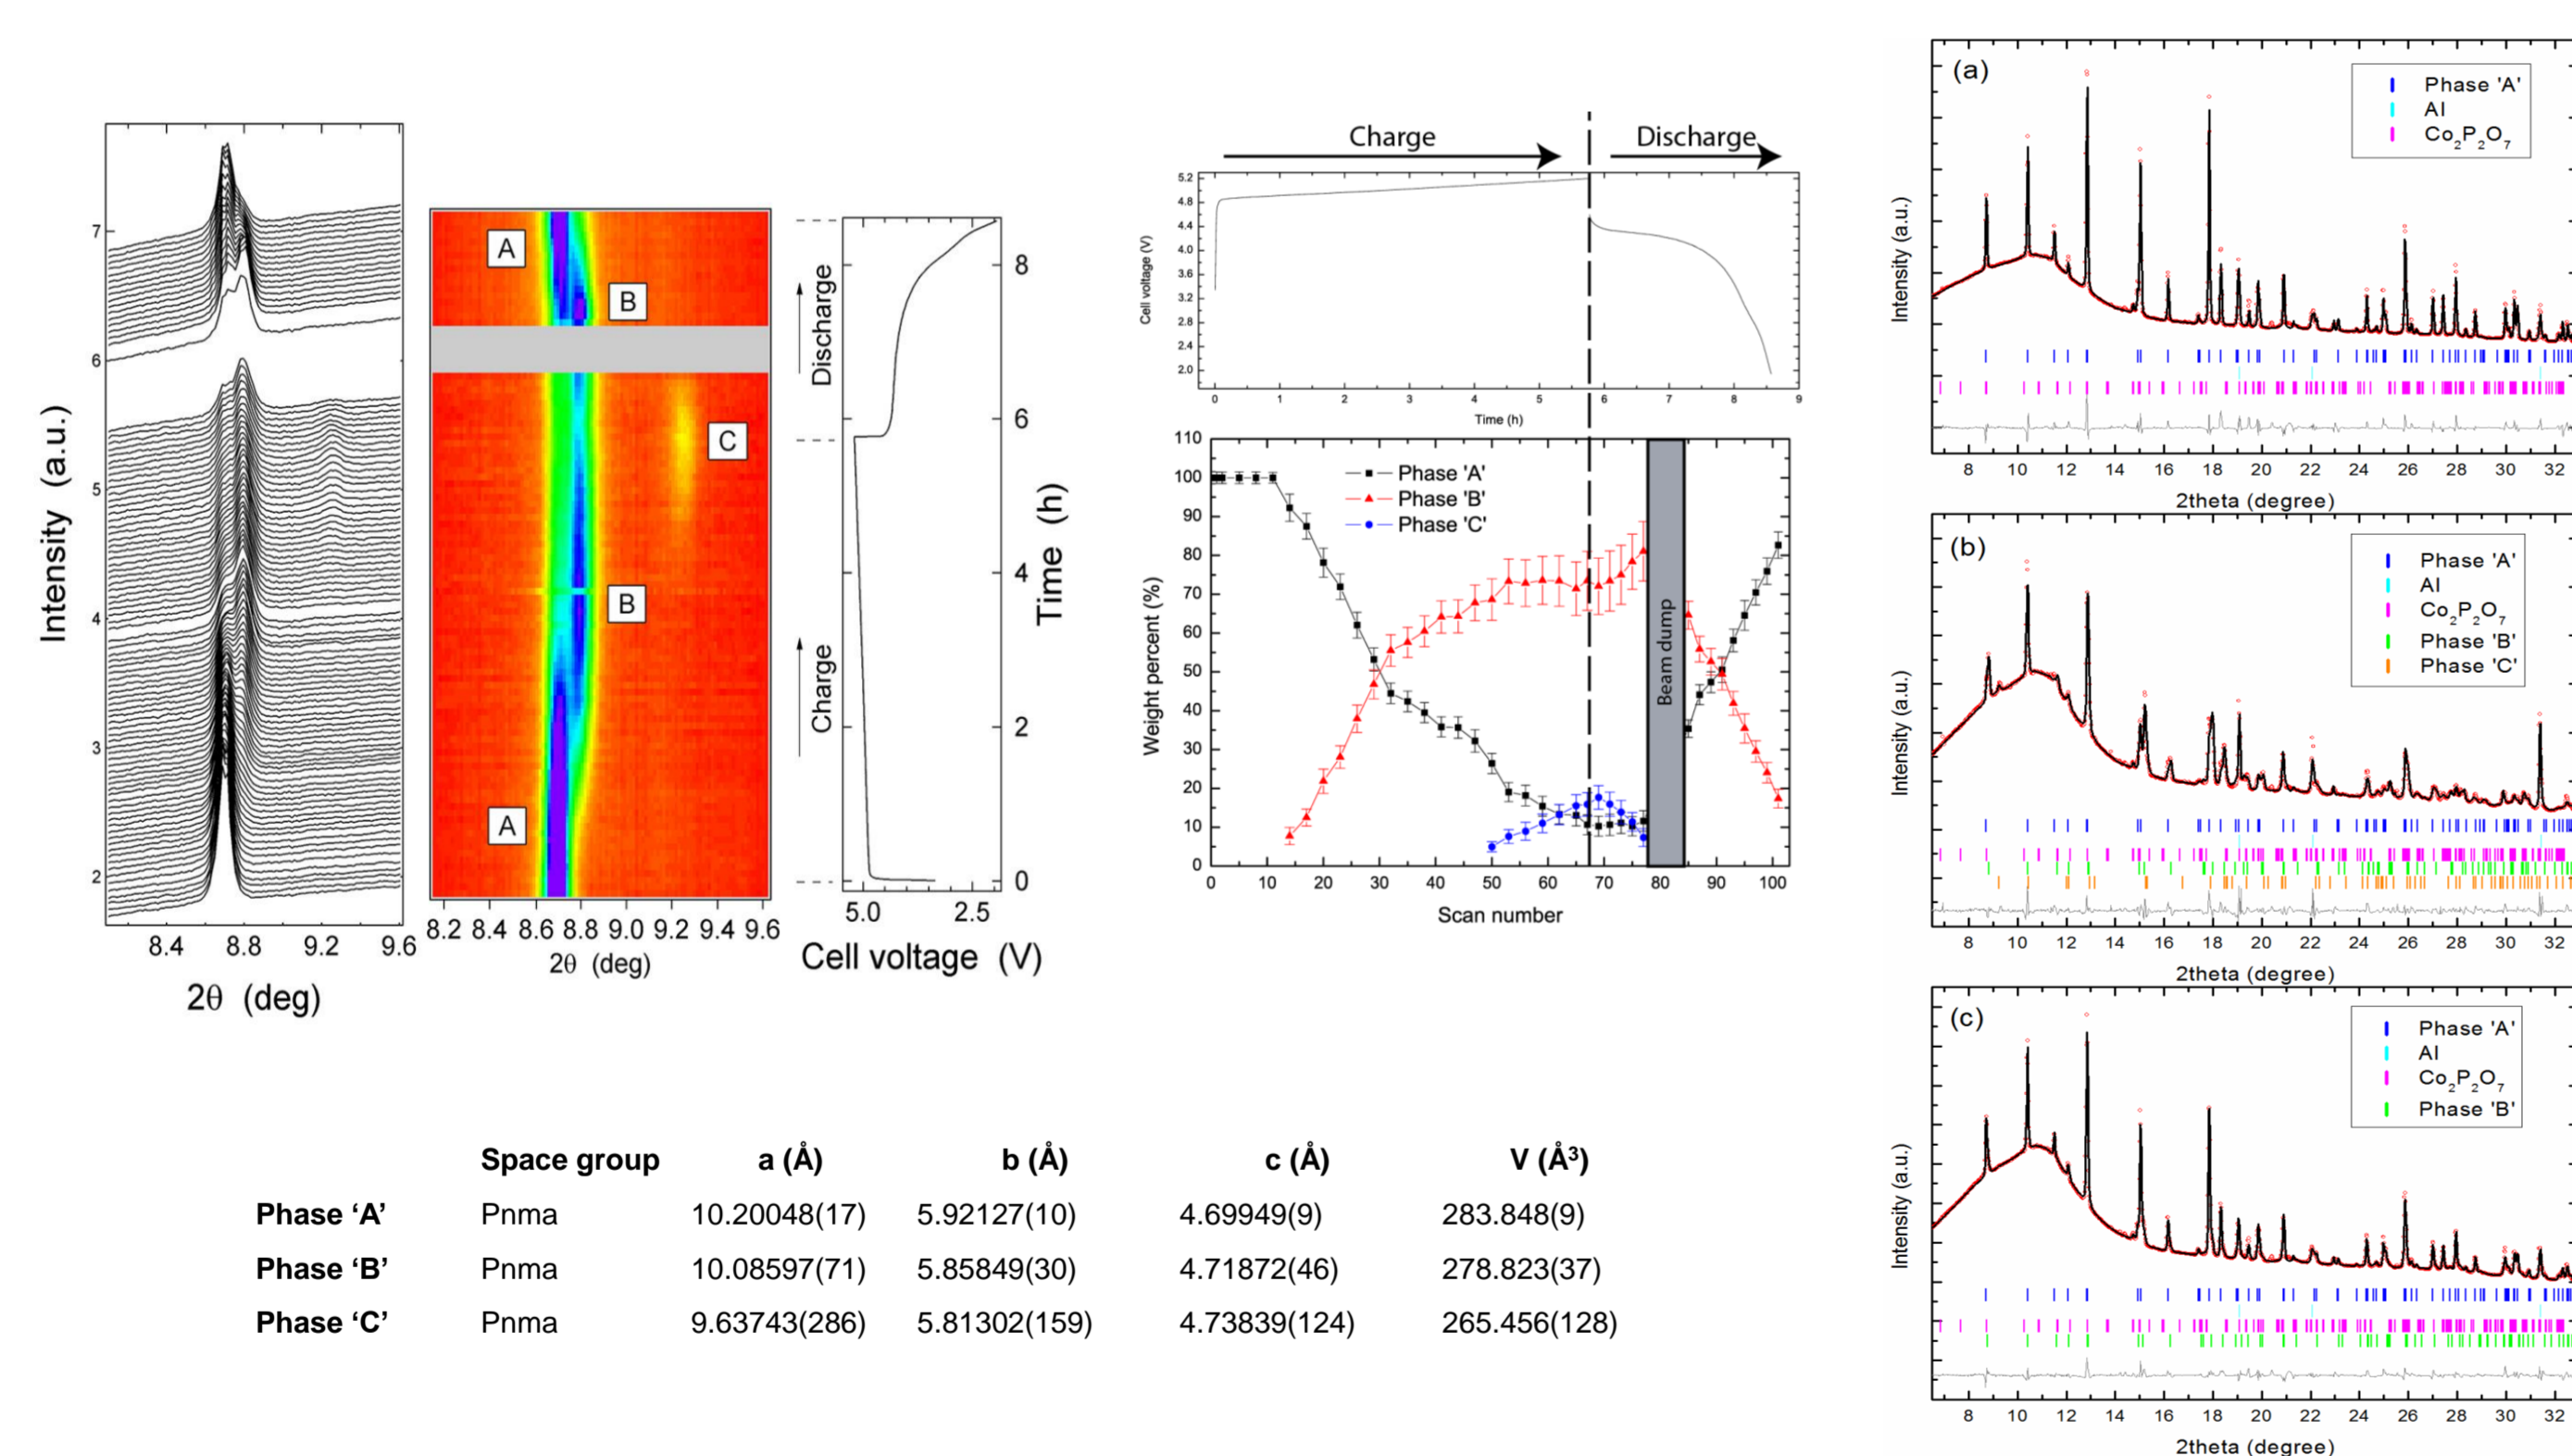 7
6
5
4
3
2
Intensity (a.u.)
8.4 8.8 9.2 9.6
2θ (deg)
A
B
C
B
A
8.2 8.4 8.6 8.8 9.0 9.2 9.4 9.6
2θ (deg)
Discharge
Charge
8
6
4
2
0
Time (h)
5.0 2.5
Cell voltage (V)
Charge
Discharge
5.2
4.8
4.4
4.0
3.6
3.2
2.8
2.4
2.0
Cell voltage (V)
0 1 2 3 4 5 6 7 8 9
Time (h)
110
100
90
80
70
60
50
40
30
20
10
0
Weight percent (%)
Phase 'A'
Phase 'B'
Phase 'C'
Beam dump
0 10 20 30 40 50 60 70 80 90 100
Scan number
(a)
Phase 'A'
Al
Co2P2O7
Intensity (a.u.)
8 10 12 14 16 18 20 22 24 26 28 30 32
2theta (degree)
(b)
Phase 'A'
Al
Co2P2O7
Phase 'B'
Phase 'C'
Intensity (a.u.)
8 10 12 14 16 18 20 22 24 26 28 30 32
2theta (degree)
(c)
Phase 'A'
Al
Co2P2O7
Phase 'B'
Intensity (a.u.)
8 10 12 14 16 18 20 22 24 26 28 30 32
2theta (degree)
Space group a (Å) b (Å) c (Å) V (Å³)
Phase ‘A’ Pnma 10.20048(17) 5.92127(10) 4.69949(9) 283.848(9)
Phase ‘B’ Pnma 10.08597(71) 5.85849(30) 4.71872(46) 278.823(37)
Phase ‘C’ Pnma 9.63743(286) 5.81302(159) 4.73839(124) 265.456(128)